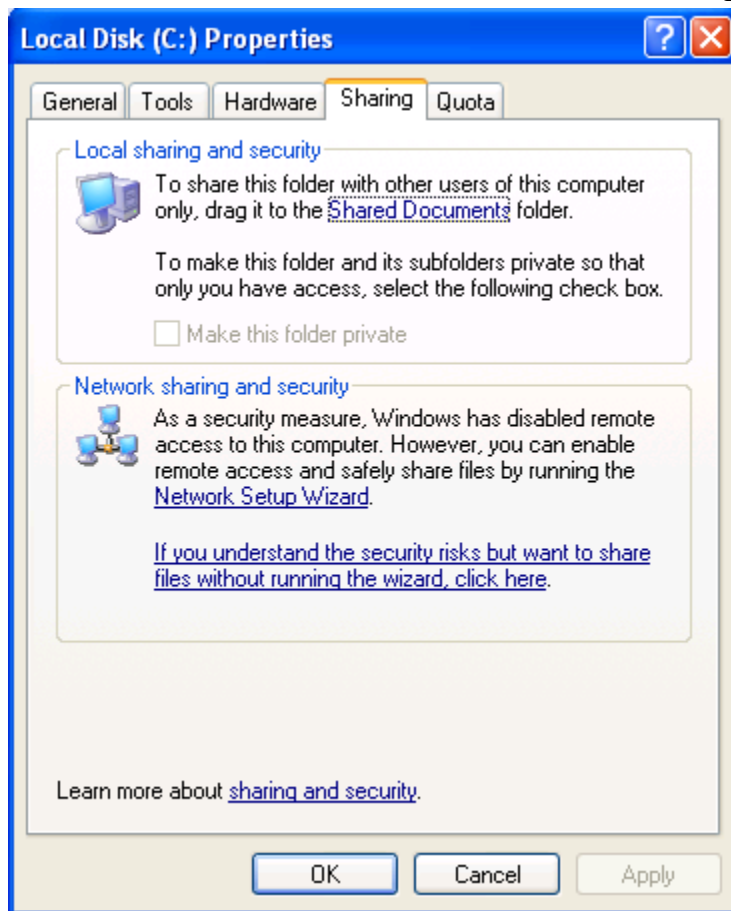 Local Disk (C:) Properties
General Tools Hardware Sharing Quota
Local sharing and security
To share this folder with other users of this computer
only, drag it to the Shared Documents folder.
To make this folder and its subfolders private so that
only you have access, select the following check box.
Make this folder private
Network sharing and security
As a security measure, Windows has disabled remote
access to this computer. However, you can enable
remote access and safely share files by running the
Network Setup Wizard.
If you understand the security risks but want to share
files without running the wizard, click here.
Learn more about sharing and security.
OK Cancel Apply